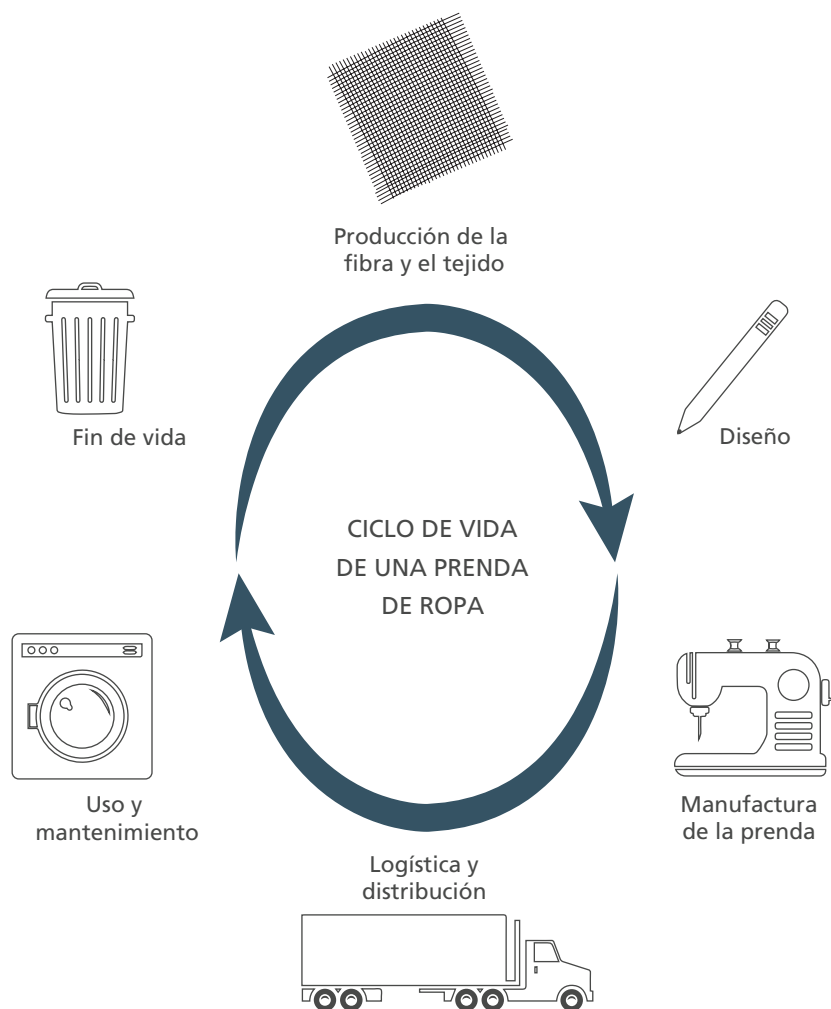 Producción de la
fibra y el tejido
Fin de vida
Diseño
CICLO DE VIDA
DE UNA PRENDA
DE ROPA
Uso y
mantenimiento
Manufactura
de la prenda
Logística y
distribución